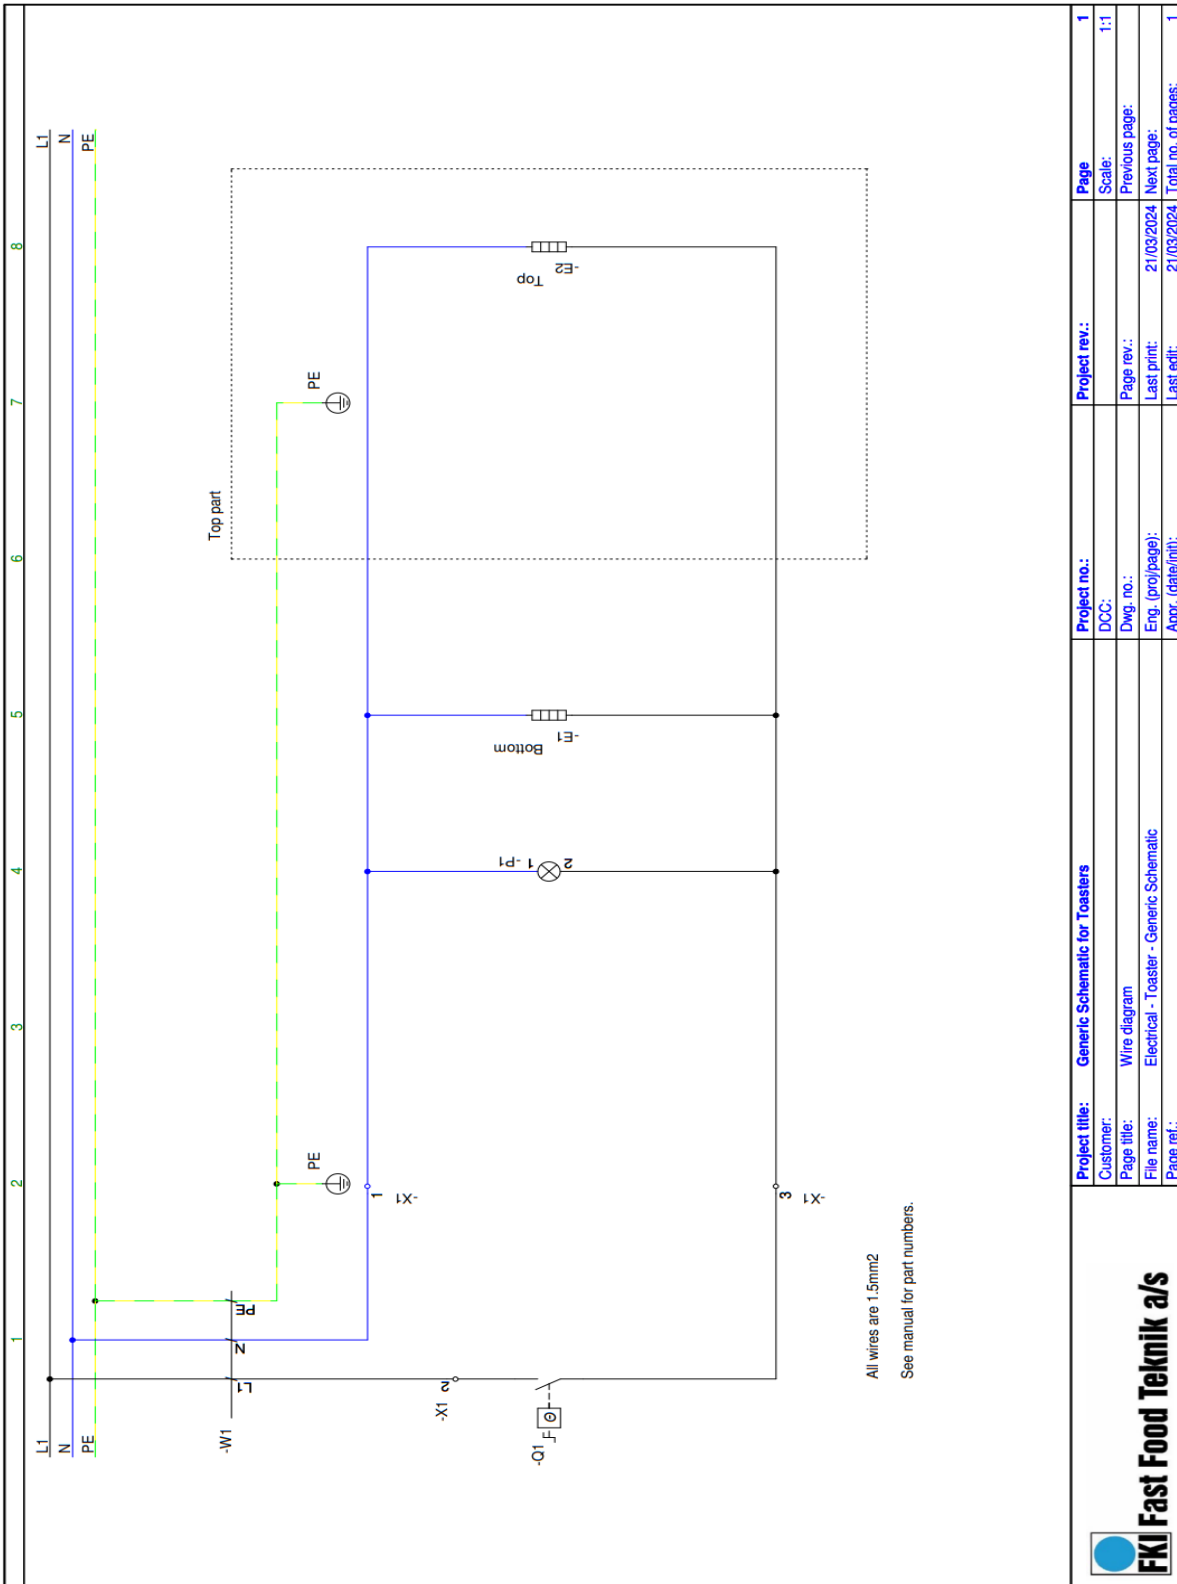 1 2 3 4 5 6 7 8
L1 L1
N N
PE PE
-W1 L1 N PE
PE
PE
Top part
-X1 2
1
-X1
-Q1
1 -P1
2
Bottom
-E1
Top
-E2
3
-X1
All wires are 1.5mm2
See manual for part numbers.
FKI Fast Food Teknik a/s
Project title: Generic Schematic for Toasters Project no.: Project rev.: Page 1
Customer: DCC: Scale: 1:1
Page title: Wire diagram Dwg. no.: Page rev.: Previous page:
File name: Electrical - Toaster - Generic Schematic Eng. (proj/page): Last print: 21/03/2024 Next page:
Page ref.: Appr. (date/init): Last edit: 21/03/2024 Total no. of pages: 1